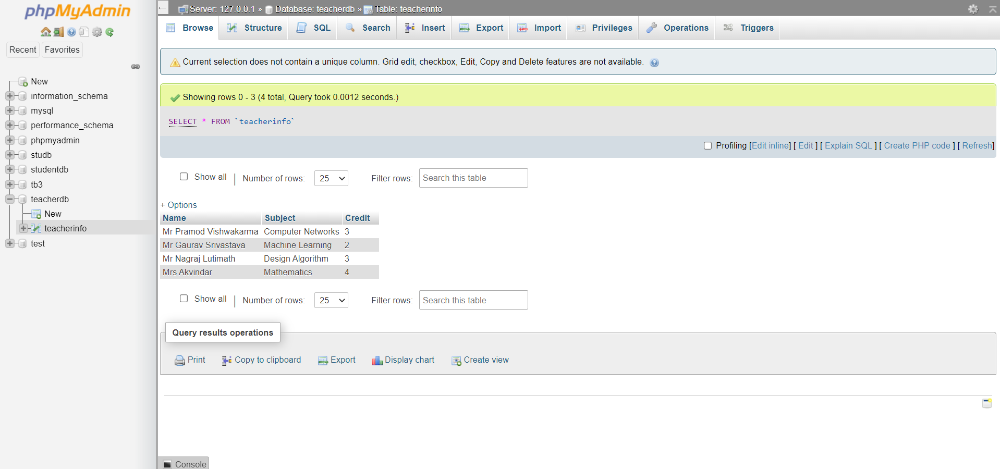 phpMyAdmin
Recent Favorites
New
information_schema
mysql
performance_schema
phpmyadmin
studb
studentdb
tb3
teacherdb
New
teacherinfo
test
Server: 127.0.0.1 » Database: teacherdb » Table: teacherinfo
Browse Structure SQL Search Insert Export Import Privileges Operations Triggers
Current selection does not contain a unique column. Grid edit, checkbox, Edit, Copy and Delete features are not available.
Showing rows 0 - 3 (4 total, Query took 0.0012 seconds.)
SELECT * FROM `teacherinfo`
Profiling [Edit inline] [ Edit ] [ Explain SQL ] [ Create PHP code ] [ Refresh]
Show all | Number of rows: 25 Filter rows: Search this table
+ Options
Name Subject Credit
Mr Pramod Vishwakarma Computer Networks 3
Mr Gaurav Srivastava Machine Learning 2
Mr Nagraj Lutimath Design Algorithm 3
Mrs Akvindar Mathematics 4
Show all | Number of rows: 25 Filter rows: Search this table
Query results operations
Print Copy to clipboard Export Display chart Create view
Console